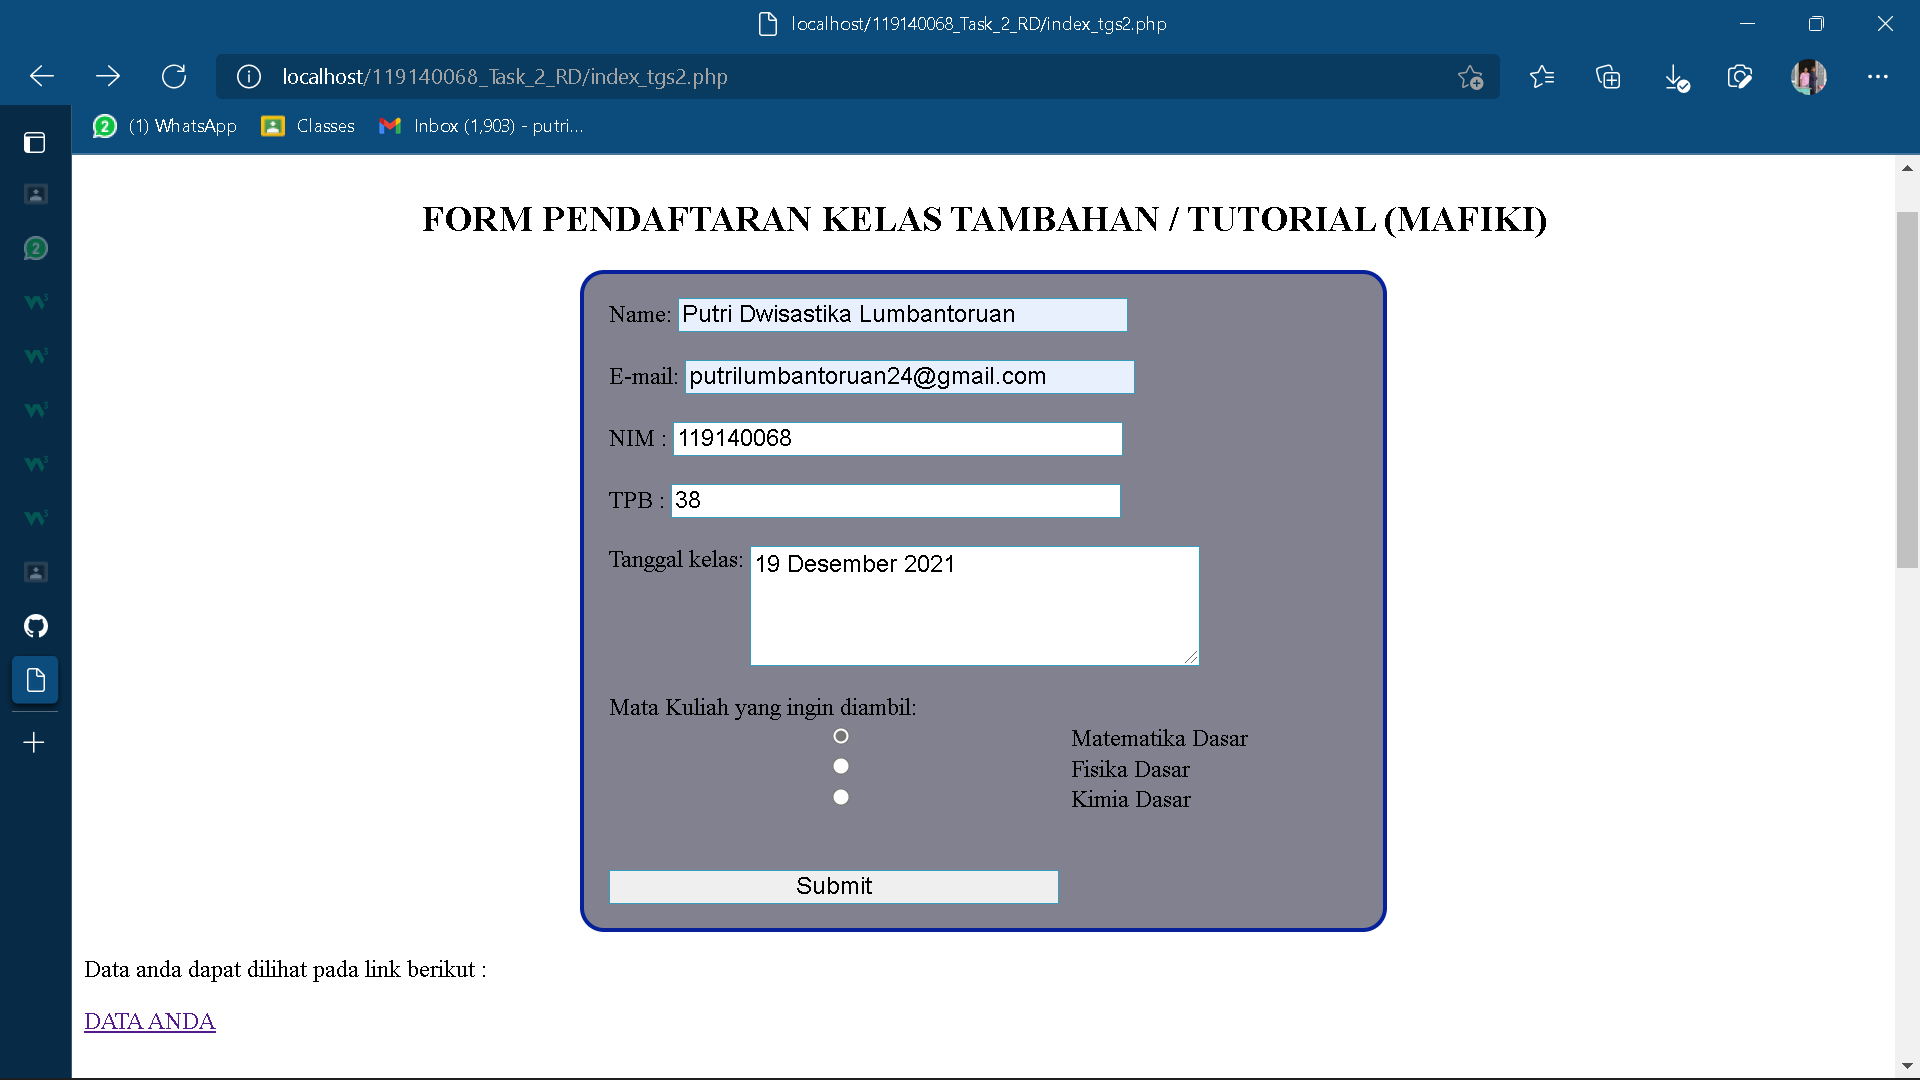 localhost/119140068_Task_2_RD/index_tgs2.php
localhost/119140068_Task_2_RD/index_tgs2.php
2 (1) WhatsApp Classes Inbox (1,903) - putri...
FORM PENDAFTARAN KELAS TAMBAHAN / TUTORIAL (MAFIKI)
Name: Putri Dwisastika Lumbantoruan
2
E-mail: putrilumbantoruan24@gmail.com
NIM : 119140068
TPB : 38
Tanggal kelas: 19 Desember 2021
Mata Kuliah yang ingin diambil:
Matematika Dasar
Fisika Dasar
Kimia Dasar
Submit
Data anda dapat dilihat pada link berikut :
DATA ANDA